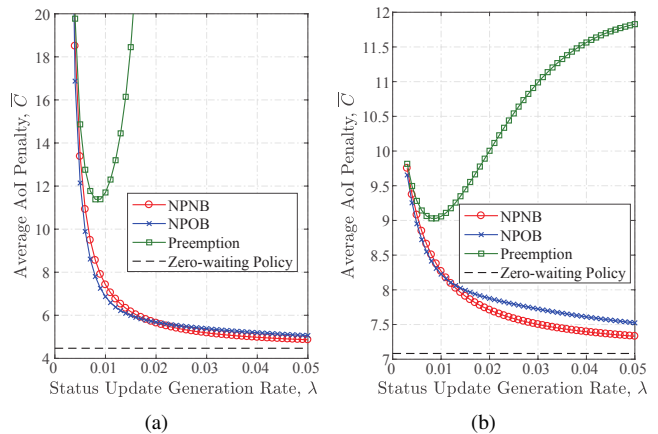 20
18
16
14
12
10
8
6
4
0 0.01 0.02 0.03 0.04 0.05
Average AoI Penalty, C̅
Status Update Generation Rate, λ
NPNB
NPOB
Preemption
Zero-waiting Policy
(a)
12
11.5
11
10.5
10
9.5
9
8.5
8
7.5
7
0 0.01 0.02 0.03 0.04 0.05
Average AoI Penalty, C̅
Status Update Generation Rate, λ
NPNB
NPOB
Preemption
Zero-waiting Policy
(b)